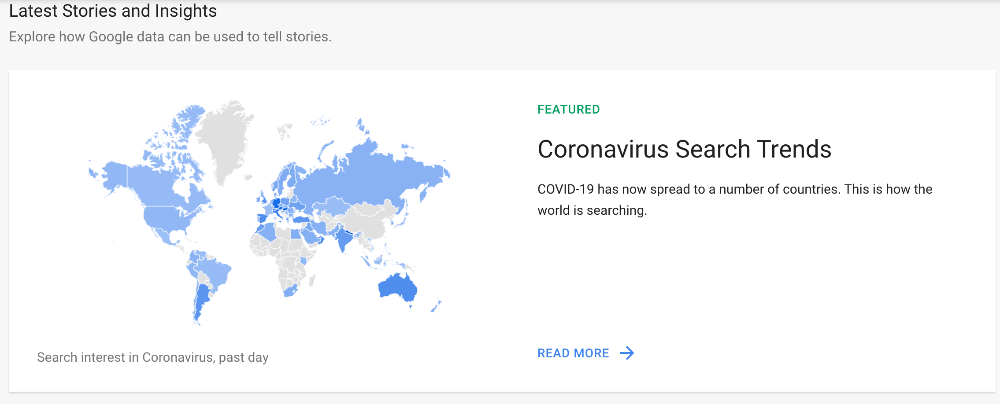 Latest Stories and Insights
Explore how Google data can be used to tell stories.
FEATURED
Coronavirus Search Trends
COVID-19 has now spread to a number of countries. This is how the
world is searching.
READ MORE
Search interest in Coronavirus, past day